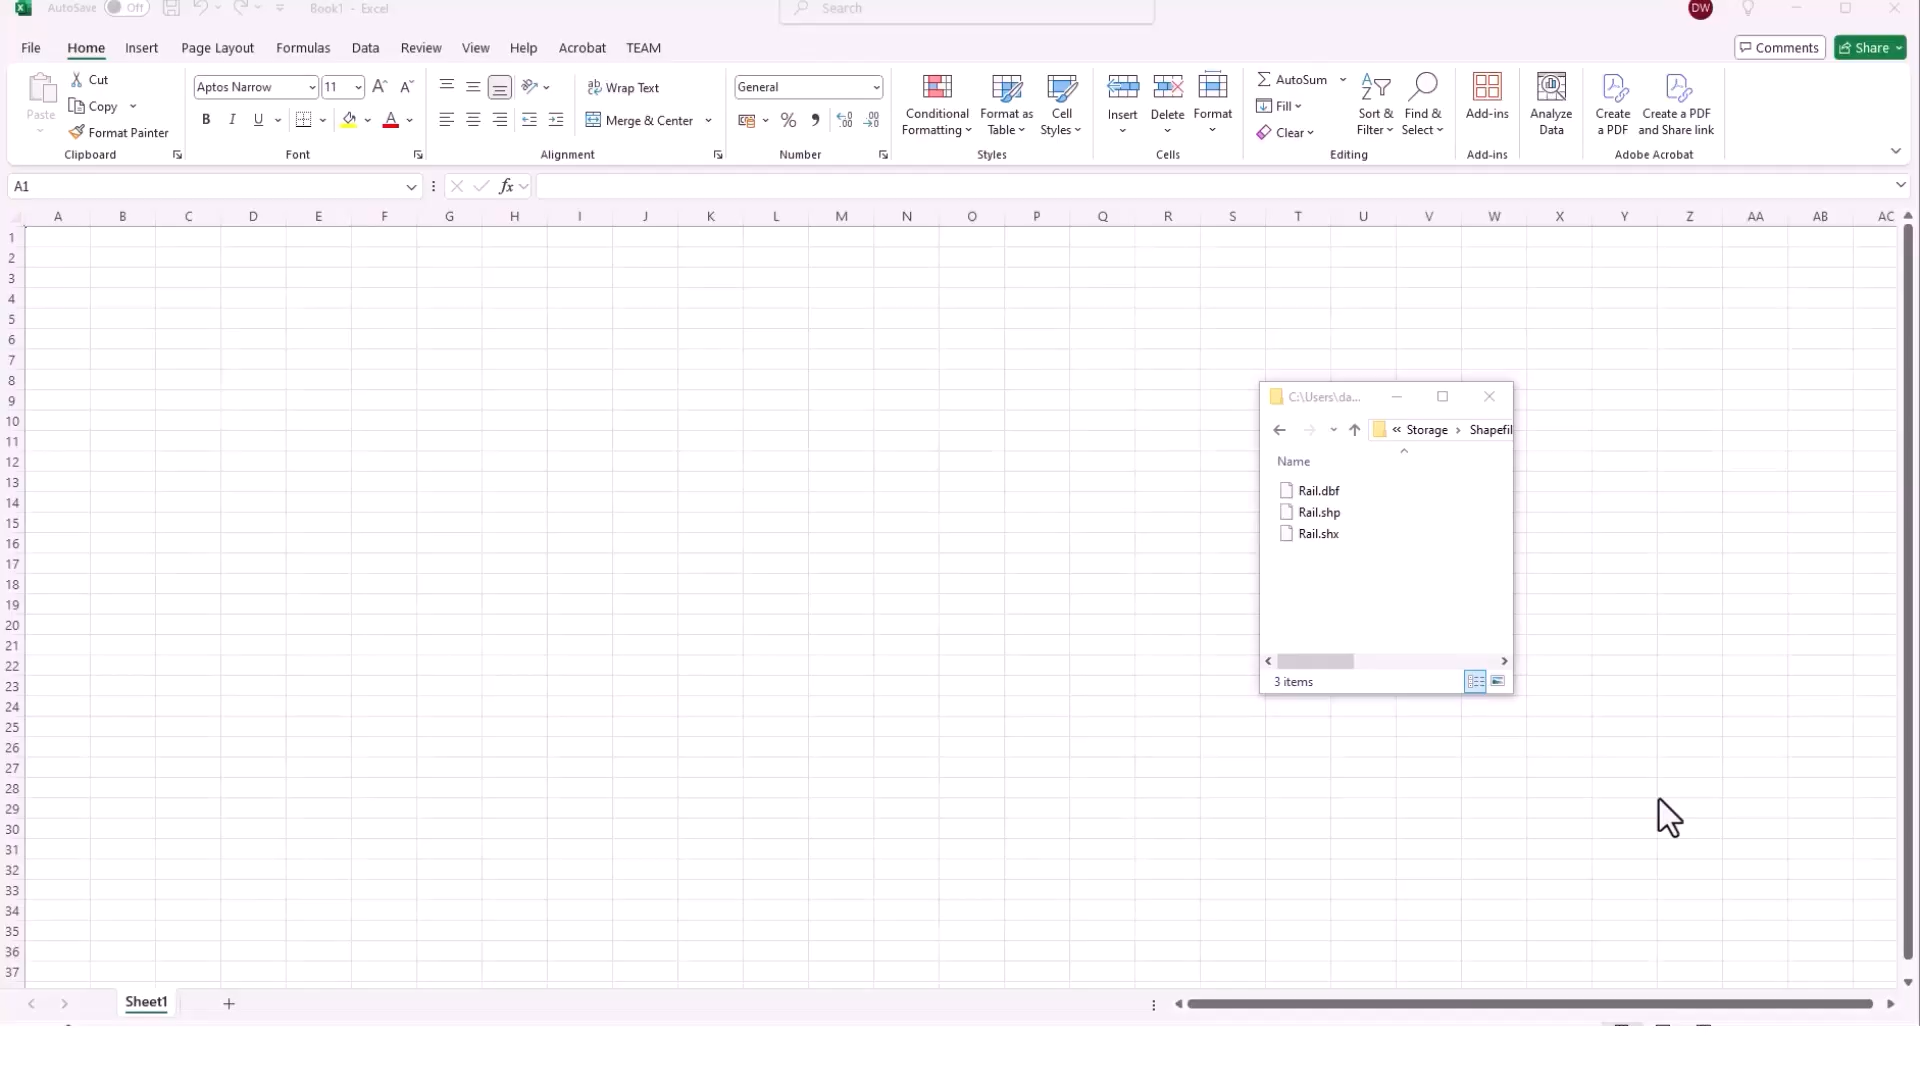 AutoSave Off Book1 - Excel Search DW
File Home Insert Page Layout Formulas Data Review View Help Acrobat TEAM Comments Share
Paste Cut Copy Format Painter
Clipboard
Aptos Narrow 11
B I U A
Font
Wrap Text
Merge & Center
Alignment
General
% 
Number
Conditional Formatting
Format as Table
Cell Styles
Styles
Insert Delete Format
Cells
AutoSum
Fill
Clear
Sort & Filter
Find & Select
Editing
Add-ins
Add-ins
Analyze Data
Create a PDF
Create a PDF and Share link
Adobe Acrobat
A1 fx
A B C D E F G H I J K L M N O P Q R S T U V W X Y Z AA AB AC
1
2
3
4
5
6
7
8
9
10
11
12
13
14
15
16
17
18
19
20
21
22
23
24
25
26
27
28
29
30
31
32
33
34
35
36
37
C:\Users\da...
« Storage › Shapefil
Name
Rail.dbf
Rail.shp
Rail.shx
3 items
Sheet1